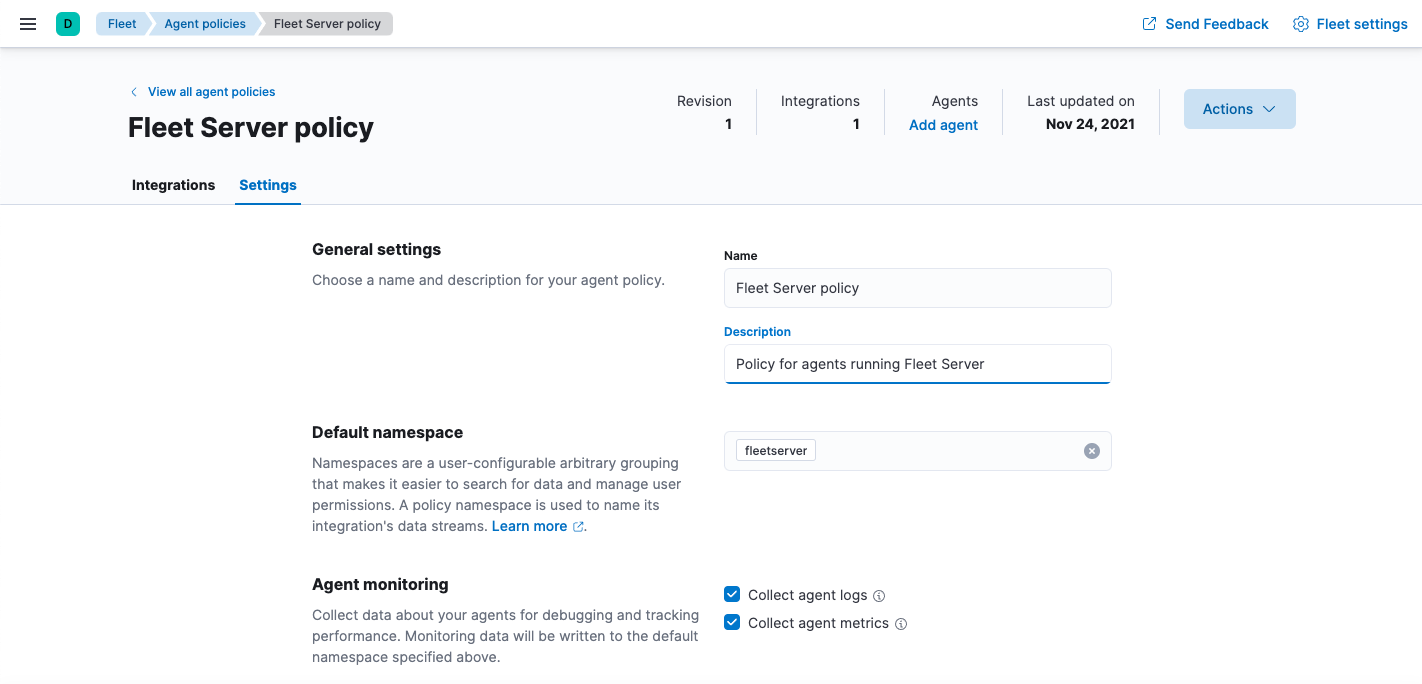 D
Fleet
Agent policies
Fleet Server policy
Send Feedback
Fleet settings
View all agent policies
Fleet Server policy
Revision
1
Integrations
1
Agents
Add agent
Last updated on
Nov 24, 2021
Actions
Integrations
Settings
General settings
Choose a name and description for your agent policy.
Name
Fleet Server policy
Description
Policy for agents running Fleet Server
Default namespace
Namespaces are a user-configurable arbitrary grouping
that makes it easier to search for data and manage user
permissions. A policy namespace is used to name its
integration's data streams. Learn more .
fleetserver
Agent monitoring
Collect data about your agents for debugging and tracking
performance. Monitoring data will be written to the default
namespace specified above.
Collect agent logs
Collect agent metrics